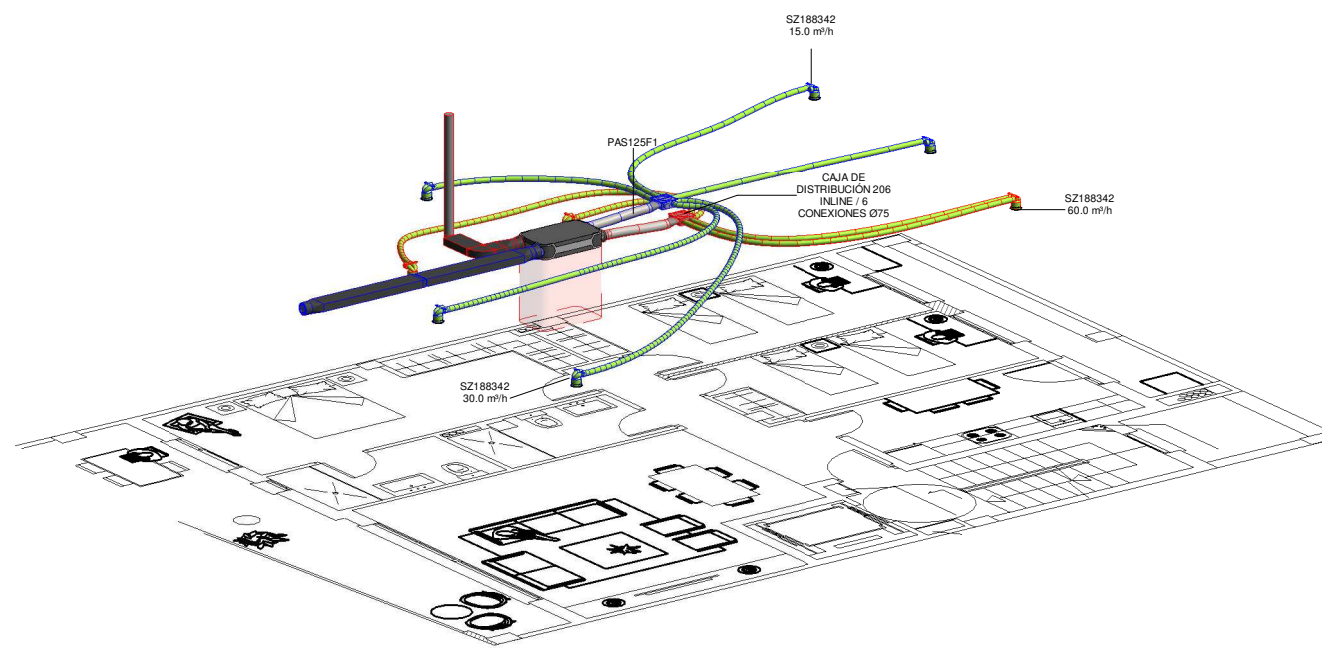 SZ188342
15.0 m³/h
PAS125F1
CAJA DE
DISTRIBUCIÓN 206
INLINE / 6
CONEXIONES Ø75
SZ188342
60.0 m³/h
SZ188342
30.0 m³/h